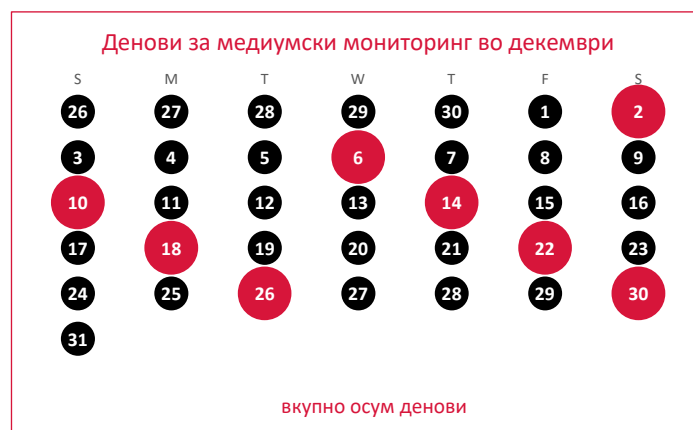 Денови за медиумски мониторинг во декември
S M T W T F S
26 27 28 29 30 1 2
3 4 5 6 7 8 9
10 11 12 13 14 15 16
17 18 19 20 21 22 23
24 25 26 27 28 29 30
31
вкупно осум денови